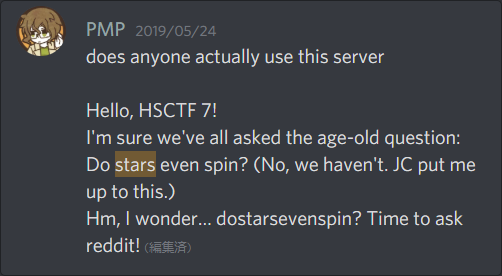 PMP 2019/05/24
does anyone actually use this server
Hello, HSCTF 7!
I'm sure we've all asked the age-old question:
Do stars even spin? (No, we haven't. JC put me
up to this.)
Hm, I wonder... dostarsevenspin? Time to ask
reddit! (編集済)